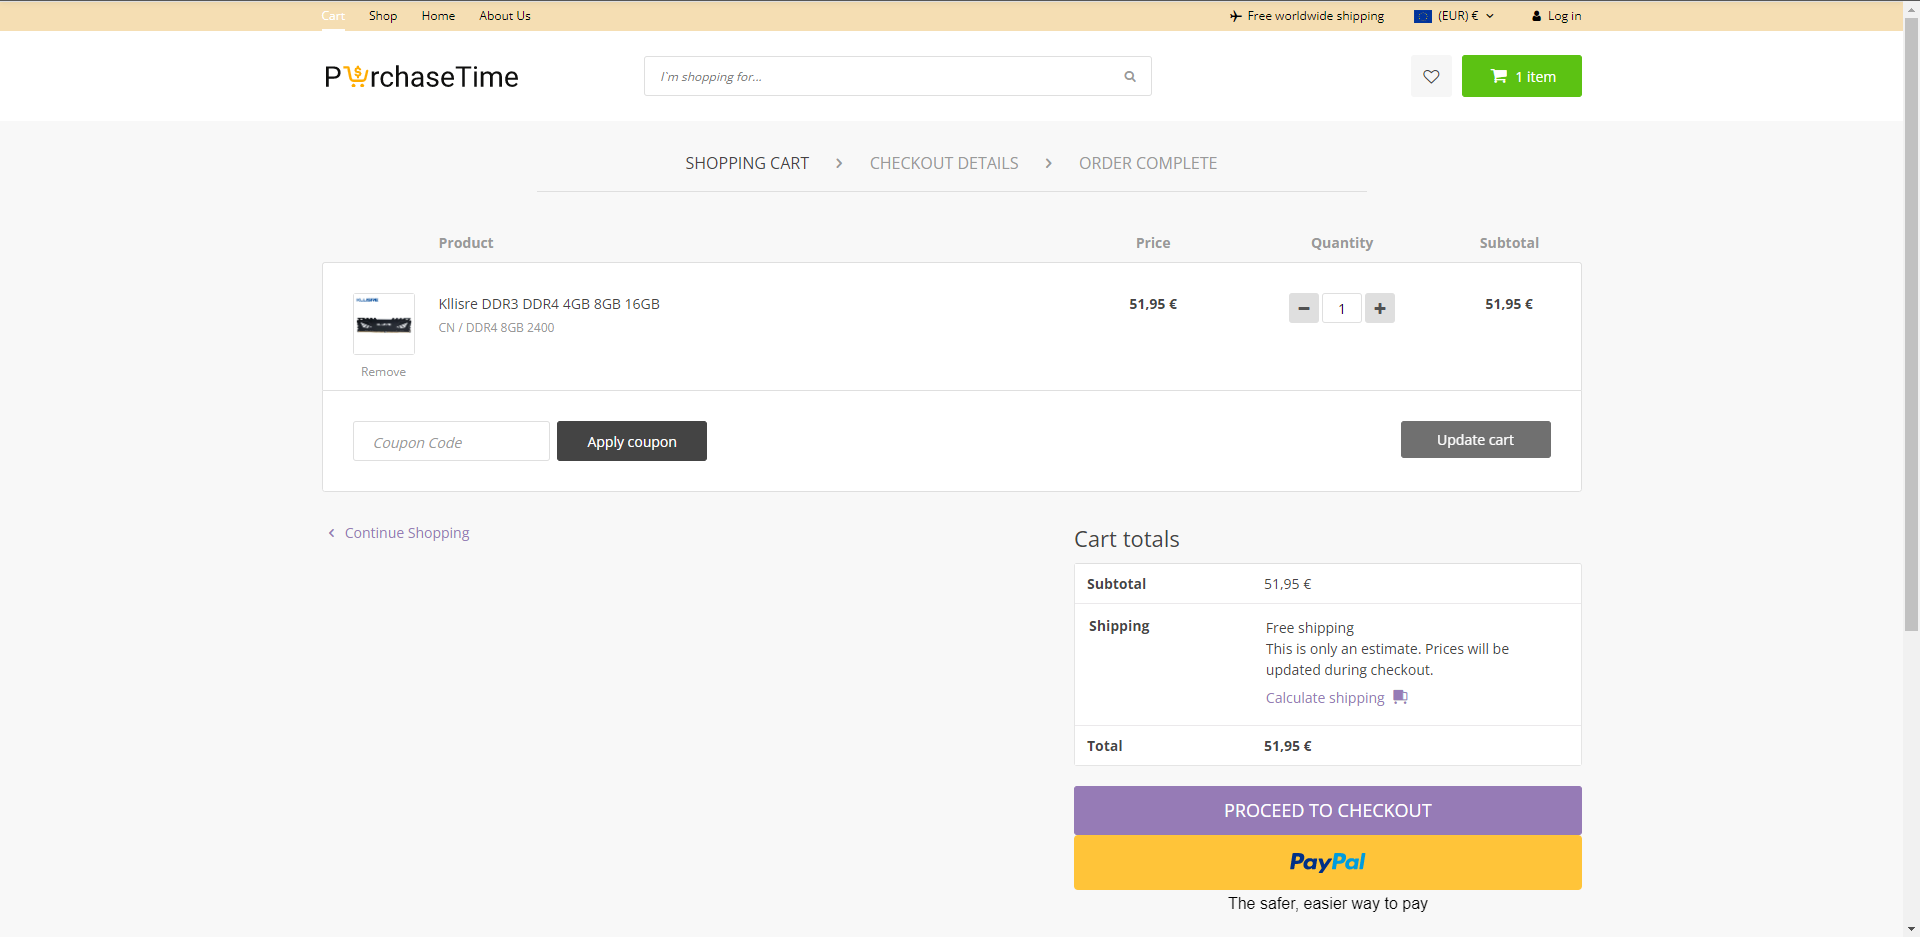 Cart Shop Home About Us Free worldwide shipping (EUR) € Log in
PurchaseTime I'm shopping for... 1 item
SHOPPING CART > CHECKOUT DETAILS > ORDER COMPLETE
Product Price Quantity Subtotal
KLLISRE
Kllisre DDR3 DDR4 4GB 8GB 16GB 51,95 € − 1 + 51,95 €
CN / DDR4 8GB 2400
Remove
Coupon Code Apply coupon Update cart
< Continue Shopping
Cart totals
Subtotal 51,95 €
Shipping Free shipping
This is only an estimate. Prices will be
updated during checkout.
Calculate shipping
Total 51,95 €
PROCEED TO CHECKOUT
PayPal
The safer, easier way to pay